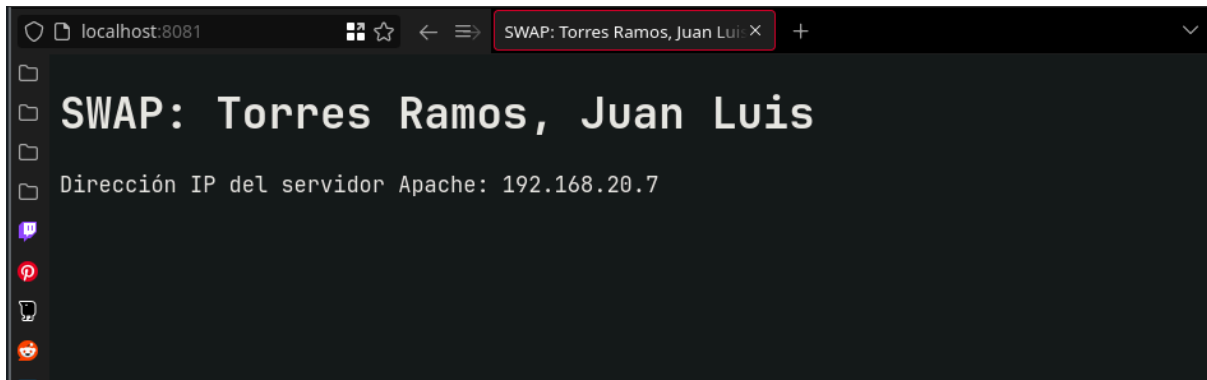 localhost:8081
SWAP: Torres Ramos, Juan Luis
SWAP: Torres Ramos, Juan Luis
Dirección IP del servidor Apache: 192.168.20.7